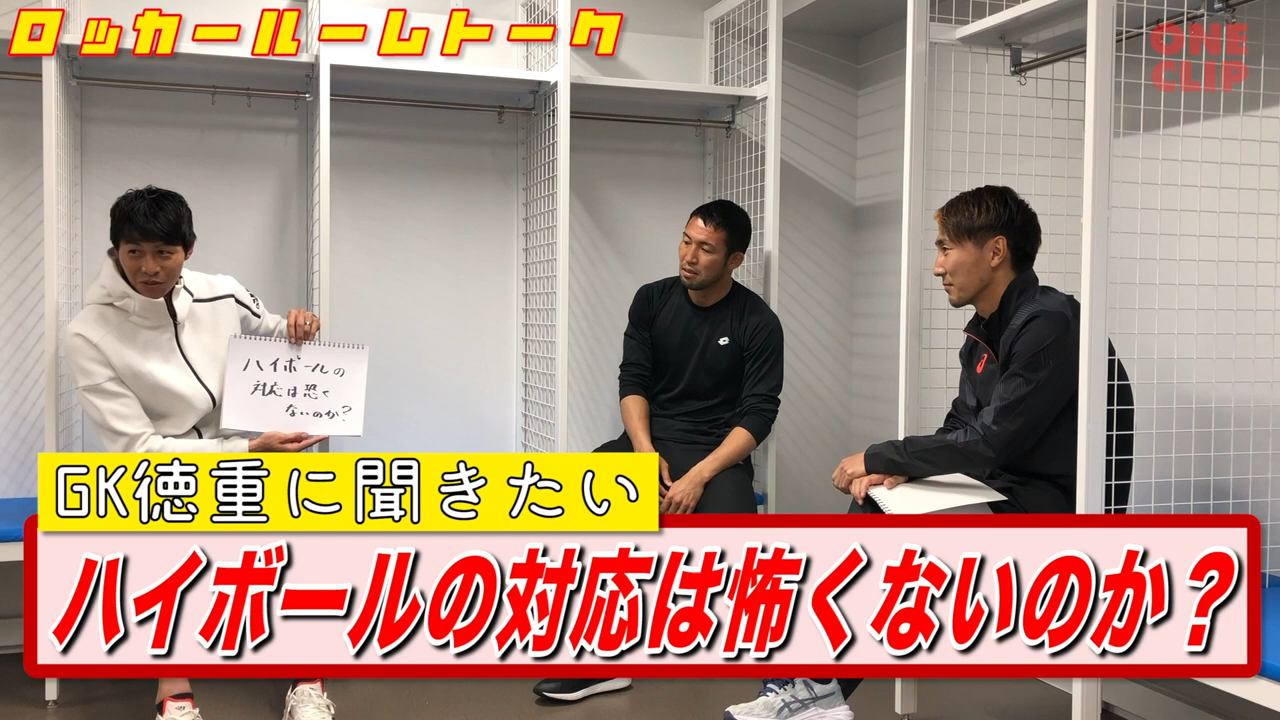 ロッカールームトーク
ONE
CLIP
ハイボールの
対応は恐く
ないのか?
lotto
GK徳重に聞きたい
ハイボールの対応は怖くないのか?